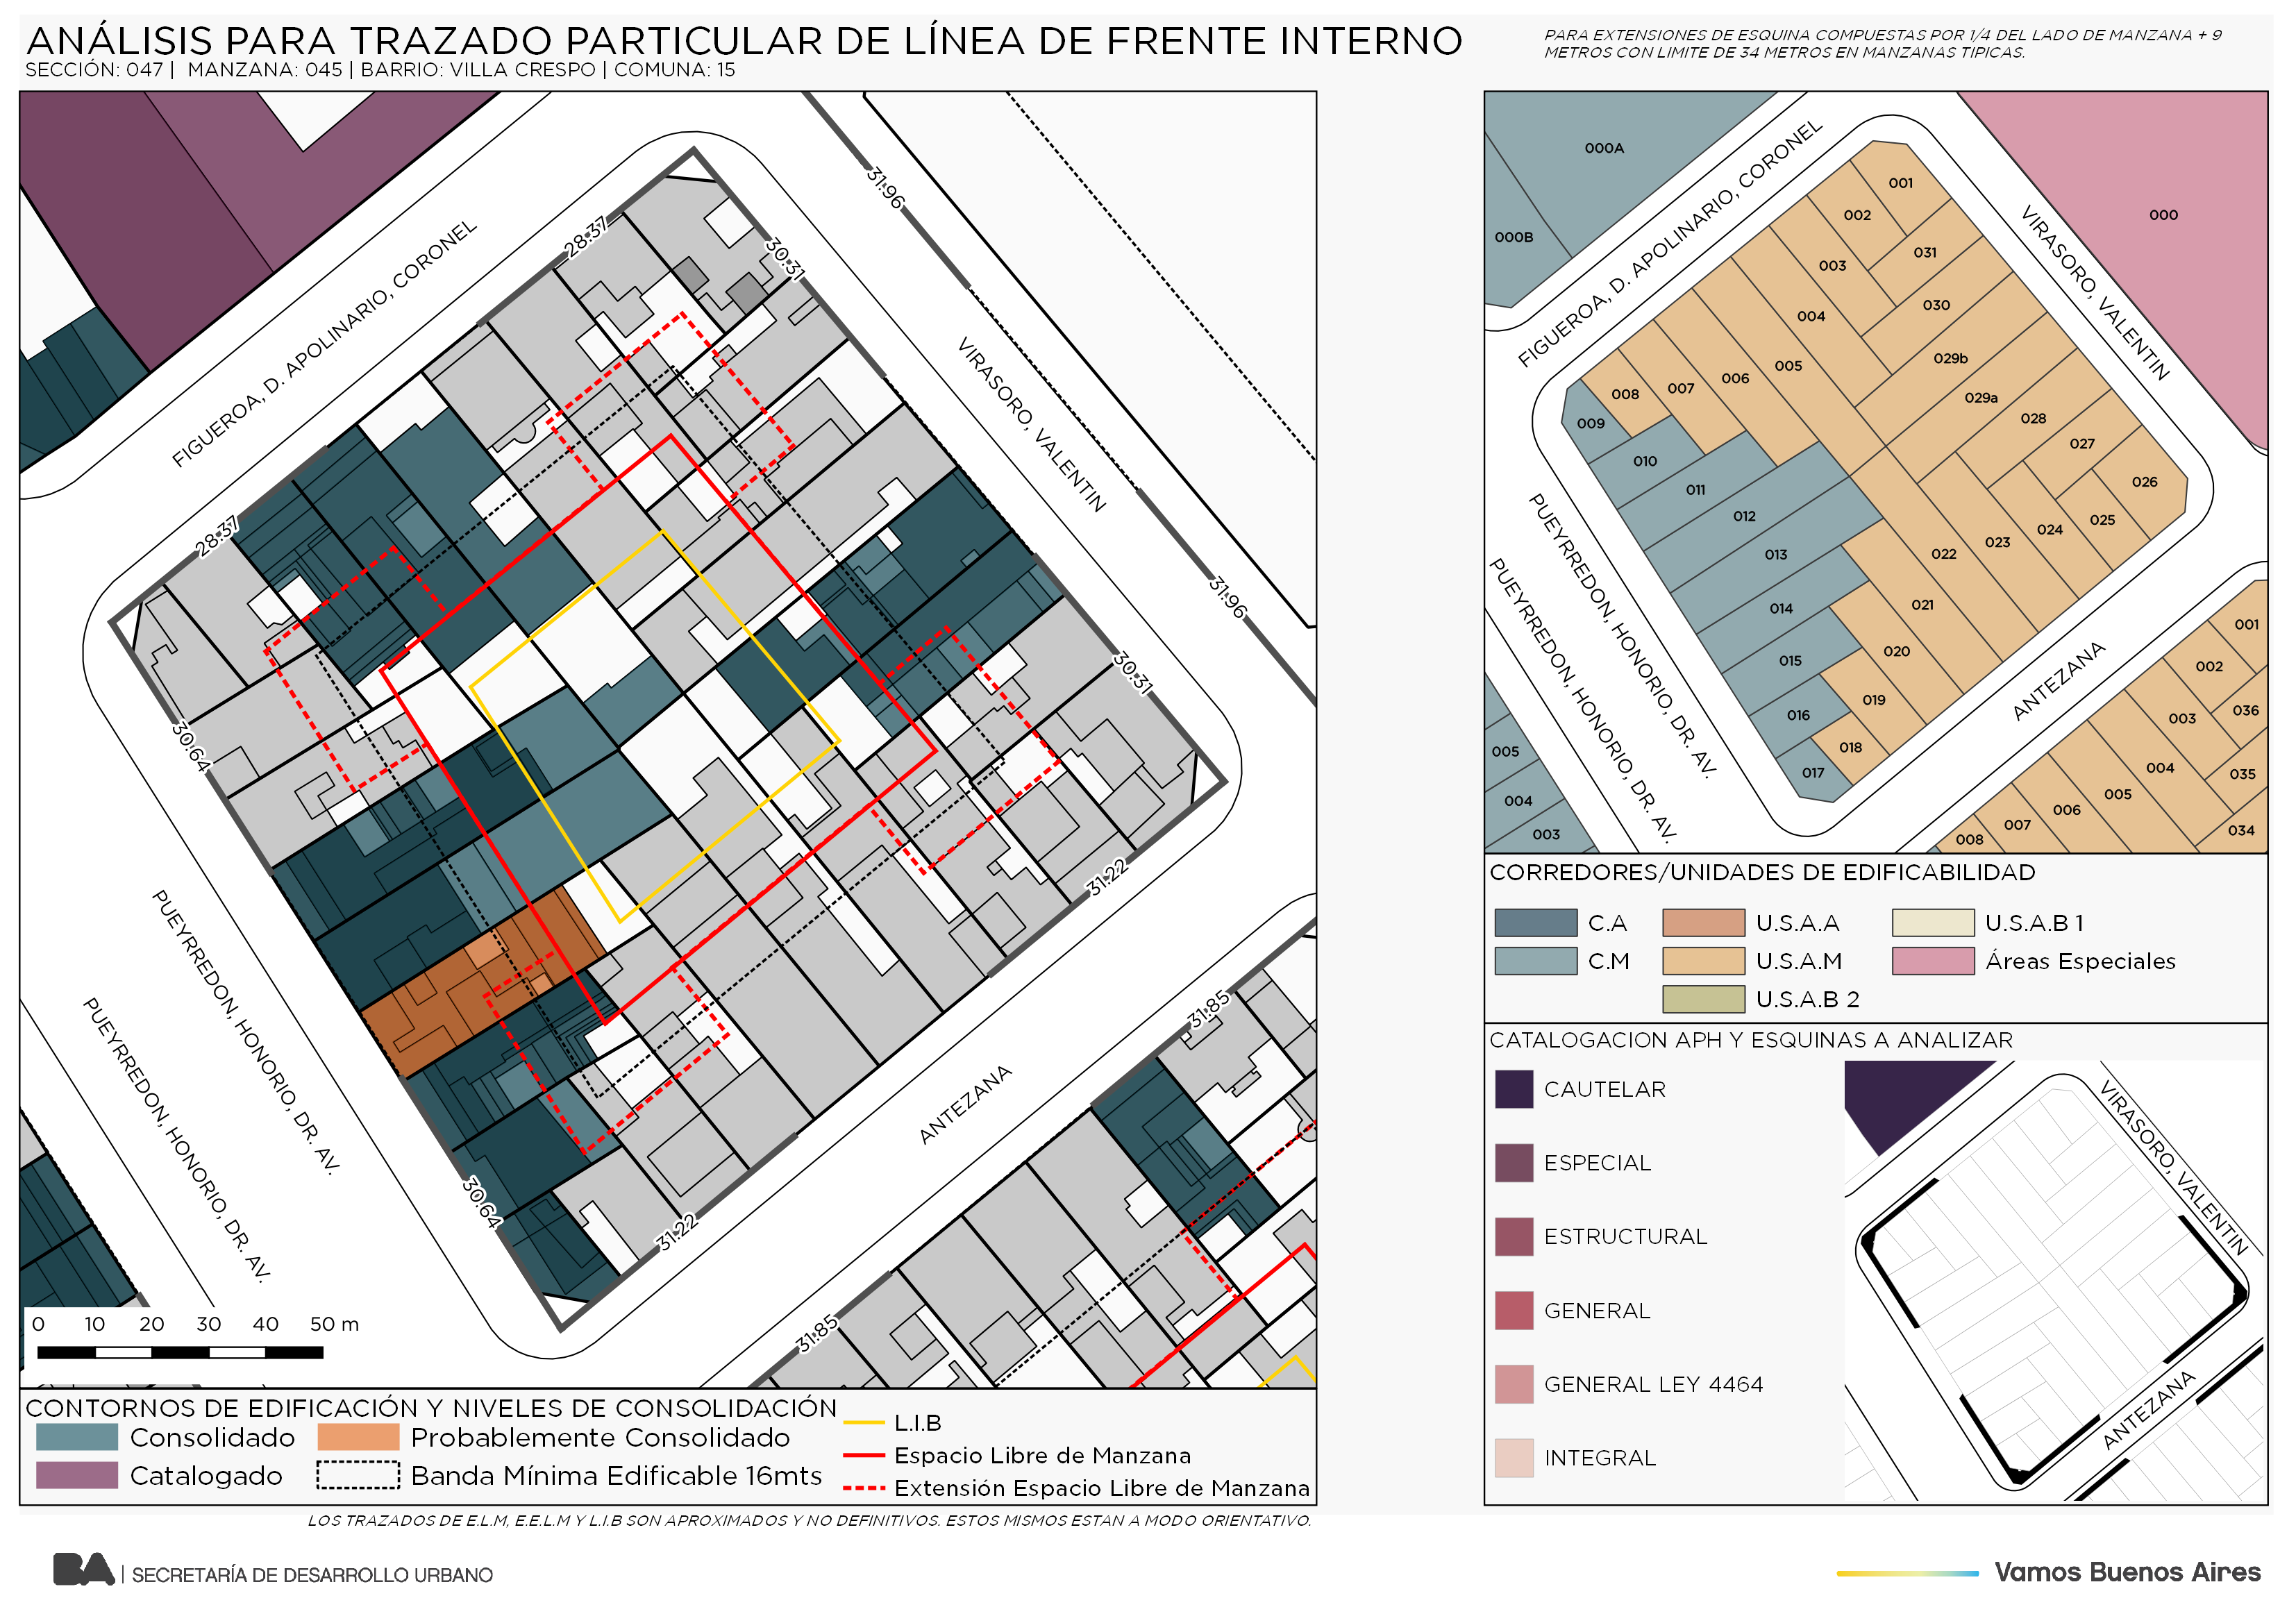 ANÁLISIS PARA TRAZADO PARTICULAR DE LÍNEA DE FRENTE INTERNO
SECCIÓN: 047 | MANZANA: 045 | BARRIO: VILLA CRESPO | COMUNA: 15
PARA EXTENSIONES DE ESQUINA COMPUESTAS POR 1/4 DEL LADO DE MANZANA + 9
METROS CON LIMITE DE 34 METROS EN MANZANAS TIPICAS.
FIGUEROA, D. APOLINARIO, CORONEL
VIRASORO, VALENTIN
PUEYRREDON, HONORIO, DR. AV.
PUEYRREDON, HONORIO, DR. AV.
ANTEZANA
28.37
30.31
31.96
28.37
30.64
31.96
30.31
31.22
31.85
30.64
31.22
31.85
0 10 20 30 40 50 m
CONTORNOS DE EDIFICACIÓN Y NIVELES DE CONSOLIDACIÓN
Consolidado
Probablemente Consolidado
Catalogado
Banda Mínima Edificable 16mts
L.I.B
Espacio Libre de Manzana
Extensión Espacio Libre de Manzana
LOS TRAZADOS DE E.L.M, E.E.L.M Y L.I.B SON APROXIMADOS Y NO DEFINITIVOS. ESTOS MISMOS ESTAN A MODO ORIENTATIVO.
000A
000B
000
FIGUEROA, D. APOLINARIO, CORONEL
VIRASORO, VALENTIN
PUEYRREDON, HONORIO, DR. AV.
PUEYRREDON, HONORIO, DR. AV.
ANTEZANA
001
002
031
003
030
004
029b
005
029a
006
007
008
028
009
027
010
026
011
025
012
024
013
023
022
014
021
015
020
016
019
018
017
005
004
003
001
002
036
003
004
035
005
006
007
034
008
CORREDORES/UNIDADES DE EDIFICABILIDAD
C.A
U.S.A.A
U.S.A.B 1
C.M
U.S.A.M
Áreas Especiales
U.S.A.B 2
CATALOGACION APH Y ESQUINAS A ANALIZAR
CAUTELAR
ESPECIAL
ESTRUCTURAL
GENERAL
GENERAL LEY 4464
INTEGRAL
VIRASORO, VALENTIN
ANTEZANA
BA | SECRETARÍA DE DESARROLLO URBANO
Vamos Buenos Aires